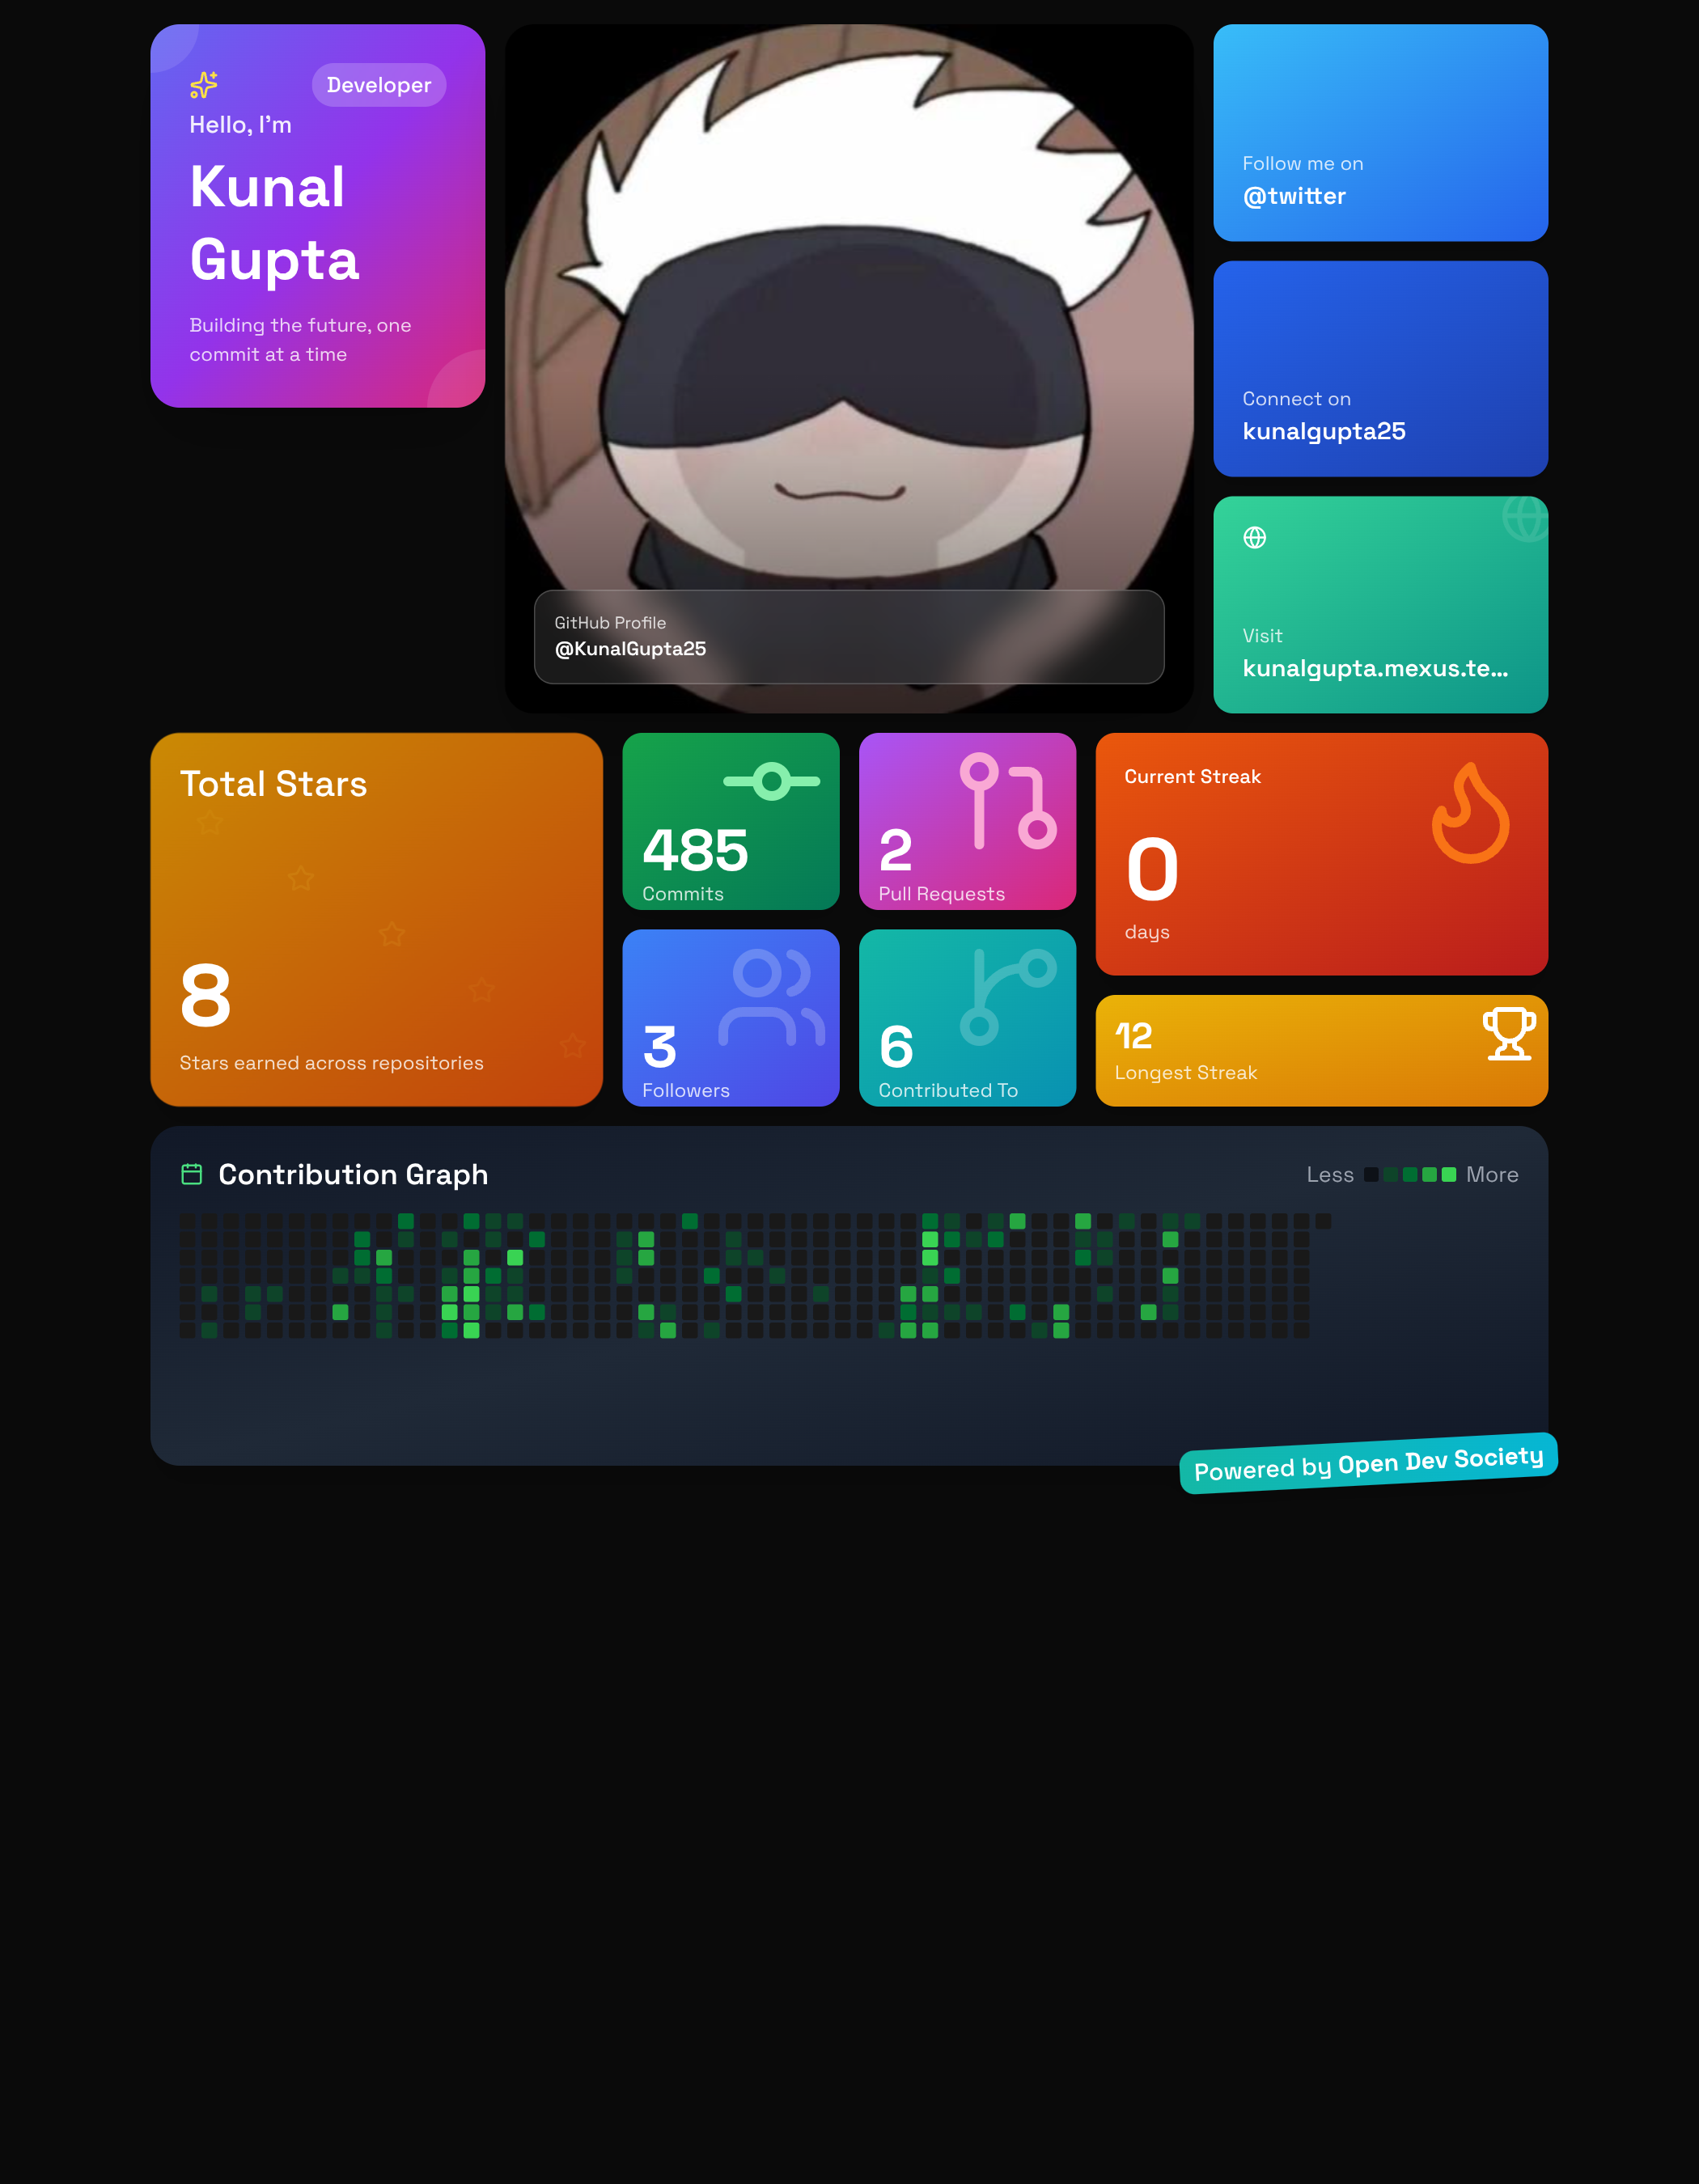 Developer
Hello, I'm
Kunal
Gupta
Building the future, one
commit at a time
GitHub Profile
@KunalGupta25
Follow me on
@twitter
Connect on
kunalgupta25
Visit
kunalgupta.mexus.te...
Total Stars
8
Stars earned across repositories
485
Commits
2
Pull Requests
3
Followers
6
Contributed To
Current Streak
0
days
12
Longest Streak
Contribution Graph
Less More
Powered by Open Dev Society